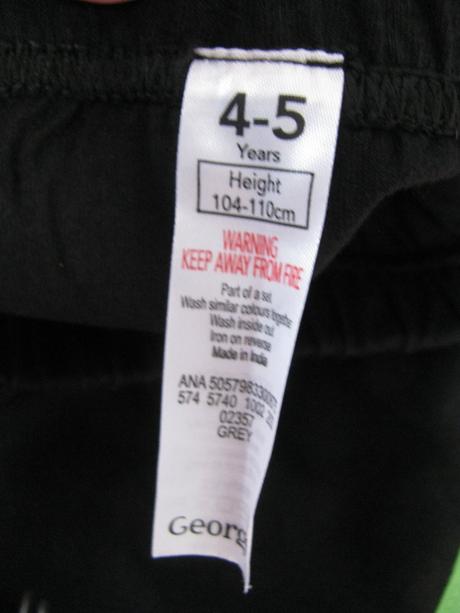 4-5
Years
Height
104-110cm
WARNING
KEEP AWAY FROM FIRE
Part of a set
Wash similar colours together
Wash inside out
Iron on reverse
Made in India
ANA
574 5740 1002
02357
GREY
Georg